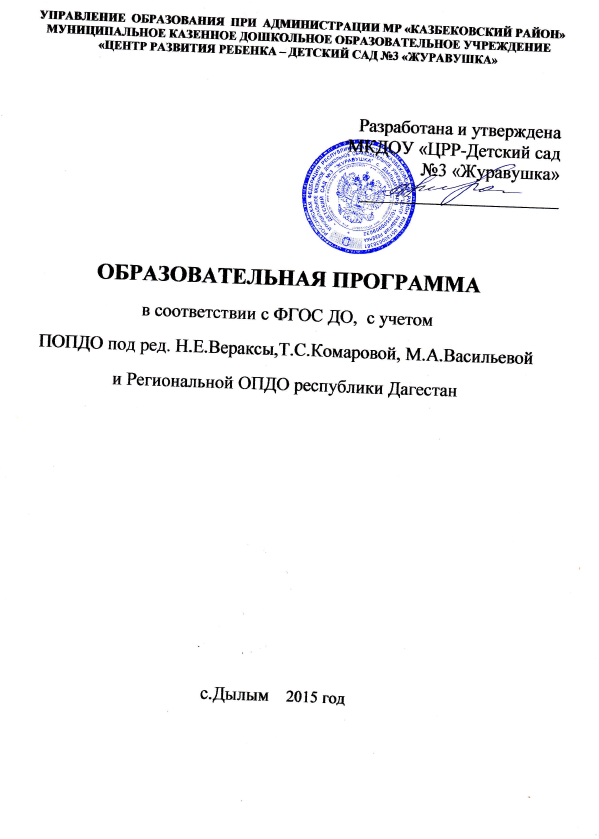 УПРАВЛЕНИЕ ОБРАЗОВАНИЯ ПРИ АДМИНИСТРАЦИИ МР «КАЗБЕКОВСКИЙ РАЙОН»
МУНИЦИПАЛЬНОЕ КАЗЕННОЕ ДОШКОЛЬНОЕ ОБРАЗОВАТЕЛЬНОЕ УЧРЕЖДЕНИЕ
«ЦЕНТР РАЗВИТИЯ РЕБЕНКА – ДЕТСКИЙ САД №3 «ЖУРАВУШКА»
Разработана и утверждена
МКДОУ «ЦРР-Детский сад
№3 «Журавушка»
ОБРАЗОВАТЕЛЬНАЯ ПРОГРАММА
в соответствии с ФГОС ДО, с учетом
ПОПДО под ред. Н.Е.Вераксы,Т.С.Комаровой, М.А.Васильевой
и Региональной ОПДО республики Дагестан
с.Дылым 2015 год